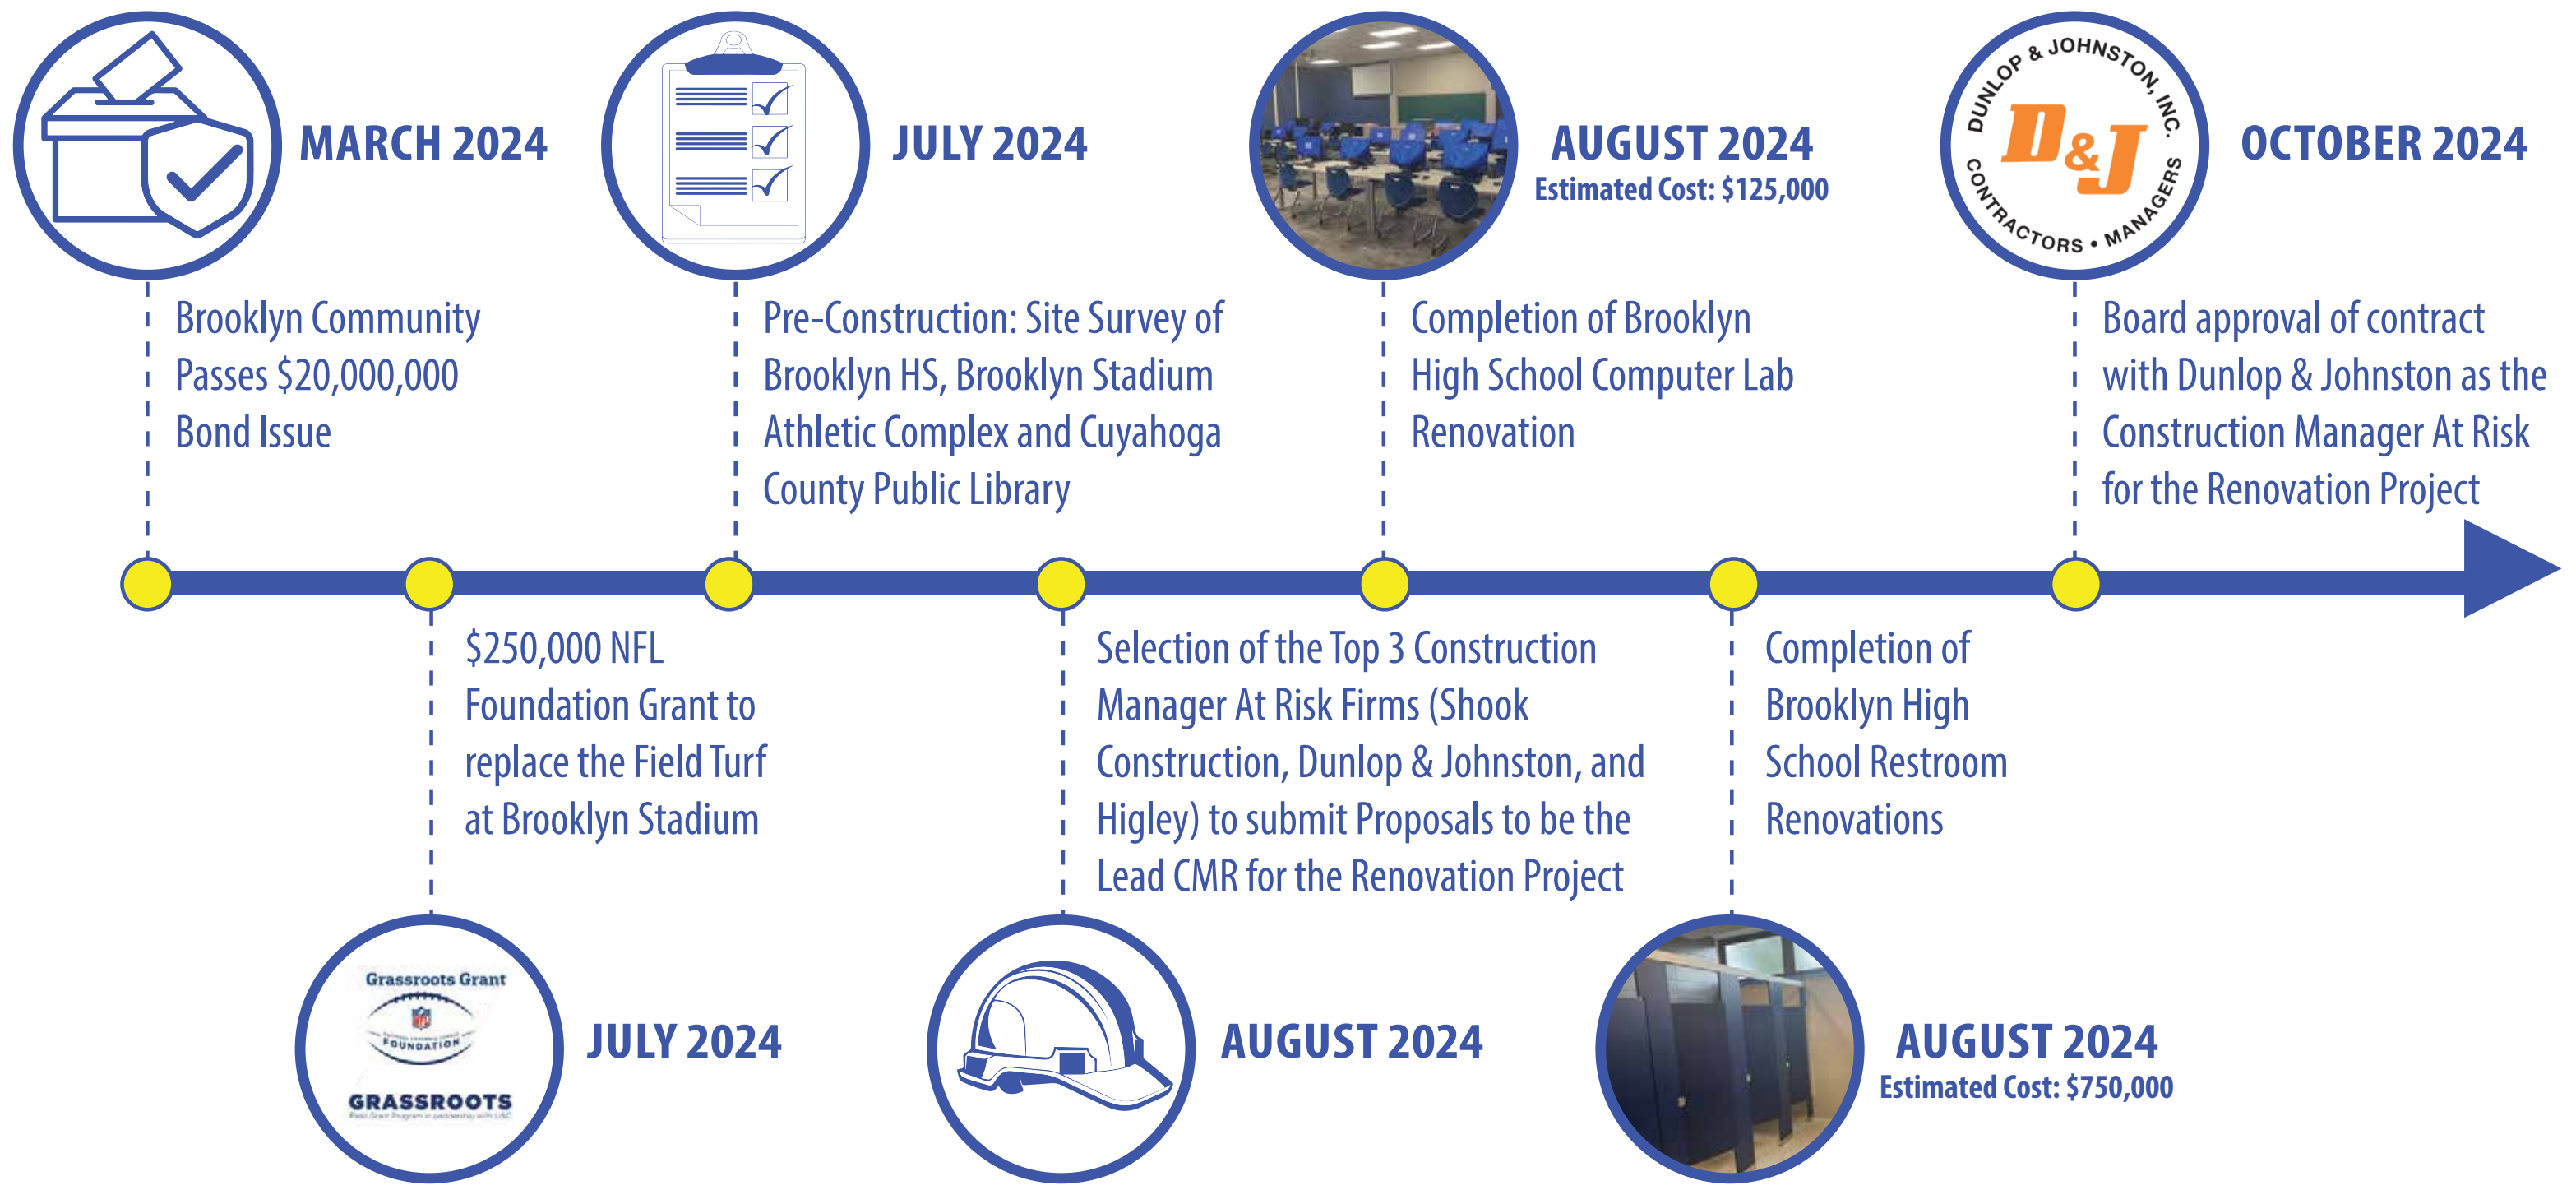 MARCH 2024
Brooklyn Community
Passes $20,000,000
Bond Issue
Grassroots Grant
NFL
FOUNDATION
GRASSROOTS
JULY 2024
$250,000 NFL
Foundation Grant to
replace the Field Turf
at Brooklyn Stadium
JULY 2024
Pre-Construction: Site Survey of
Brooklyn HS, Brooklyn Stadium
Athletic Complex and Cuyahoga
County Public Library
AUGUST 2024
Selection of the Top 3 Construction
Manager At Risk Firms (Shook
Construction, Dunlop & Johnston, and
Higley) to submit Proposals to be the
Lead CMR for the Renovation Project
AUGUST 2024
Estimated Cost: $125,000
Completion of Brooklyn
High School Computer Lab
Renovation
AUGUST 2024
Estimated Cost: $750,000
Completion of
Brooklyn High
School Restroom
Renovations
DUNLOP & JOHNSTON, INC.
D&J
CONTRACTORS • MANAGERS
OCTOBER 2024
Board approval of contract
with Dunlop & Johnston as the
Construction Manager At Risk
for the Renovation Project